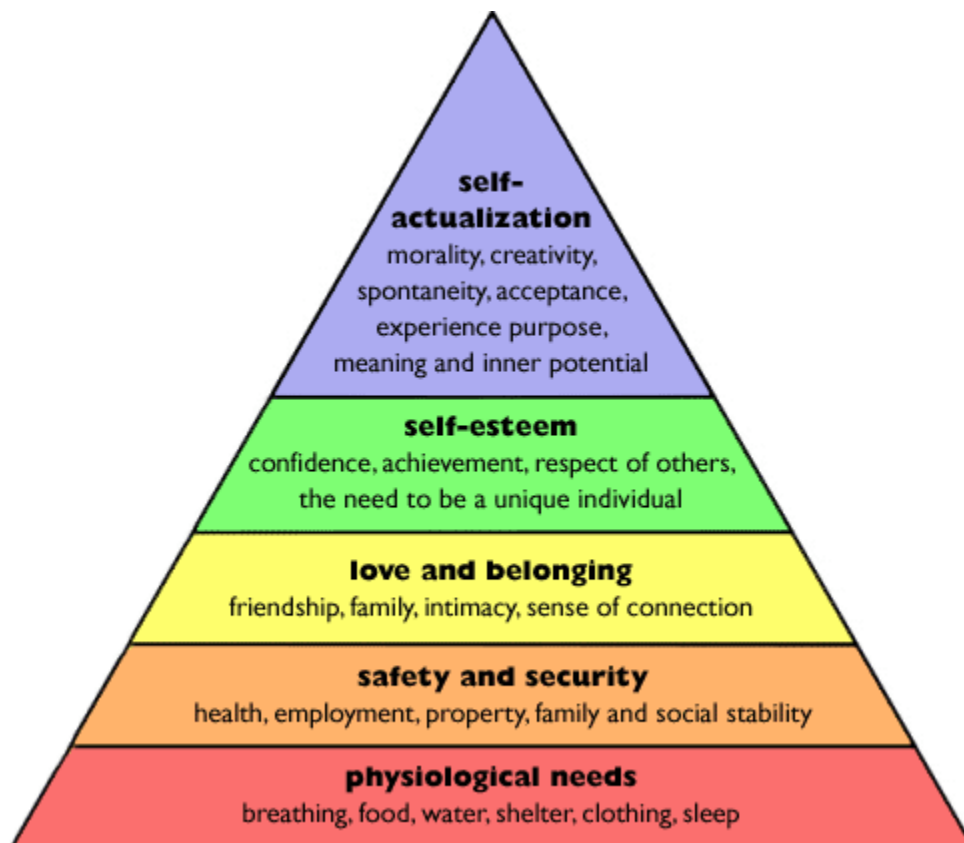 self-
actualization
morality, creativity,
spontaneity, acceptance,
experience purpose,
meaning and inner potential
self-esteem
confidence, achievement, respect of others,
the need to be a unique individual
love and belonging
friendship, family, intimacy, sense of connection
safety and security
health, employment, property, family and social stability
physiological needs
breathing, food, water, shelter, clothing, sleep